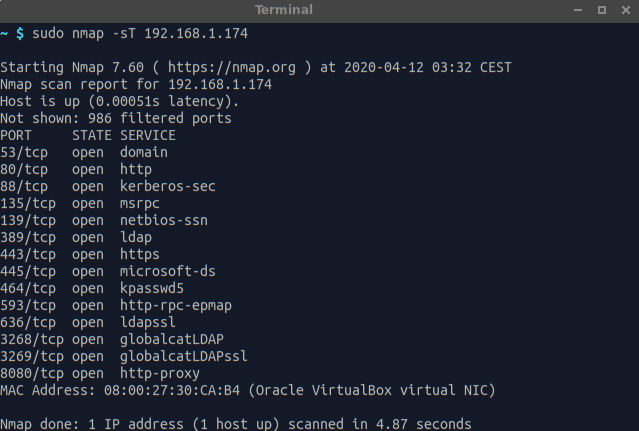 Terminal
~ $ sudo nmap -sT 192.168.1.174
Starting Nmap 7.60 ( https://nmap.org ) at 2020-04-12 03:32 CEST
Nmap scan report for 192.168.1.174
Host is up (0.00051s latency).
Not shown: 986 filtered ports
PORT     STATE SERVICE
53/tcp   open  domain
80/tcp   open  http
88/tcp   open  kerberos-sec
135/tcp  open  msrpc
139/tcp  open  netbios-ssn
389/tcp  open  ldap
443/tcp  open  https
445/tcp  open  microsoft-ds
464/tcp  open  kpasswd5
593/tcp  open  http-rpc-epmap
636/tcp  open  ldapssl
3268/tcp open  globalcatLDAP
3269/tcp open  globalcatLDAPssl
8080/tcp open  http-proxy
MAC Address: 08:00:27:30:CA:B4 (Oracle VirtualBox virtual NIC)
Nmap done: 1 IP address (1 host up) scanned in 4.87 seconds